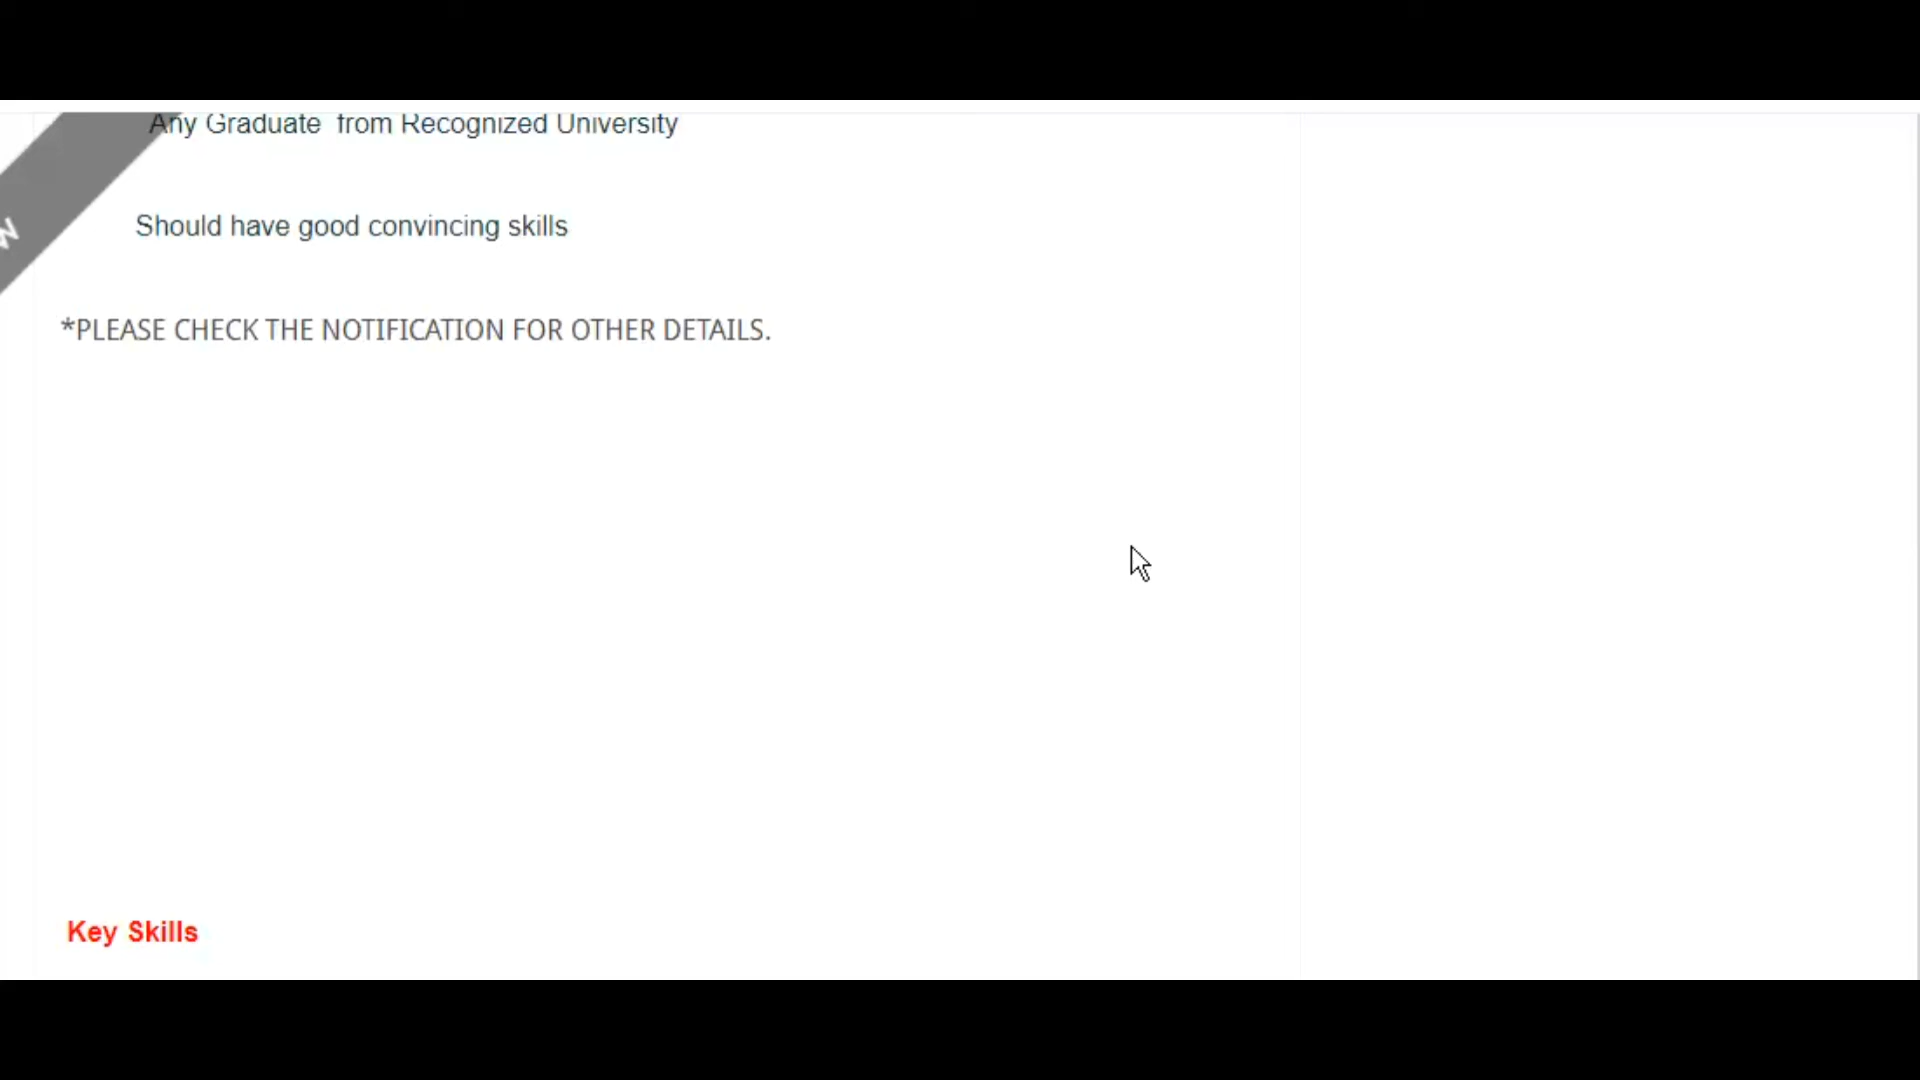 Any Graduate from Recognized University
Should have good convincing skills
*PLEASE CHECK THE NOTIFICATION FOR OTHER DETAILS.
Key Skills